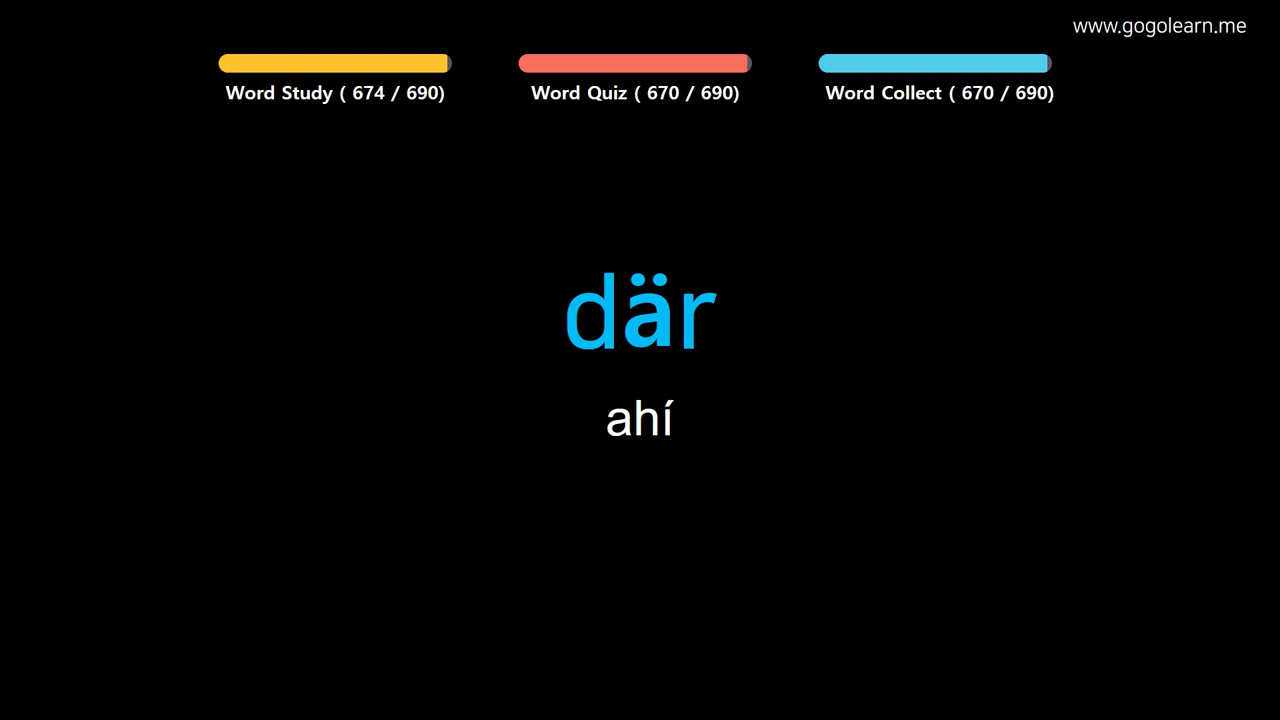 www.gogolearn.me
Word Study ( 674 / 690)
Word Quiz ( 670 / 690)
Word Collect ( 670 / 690)
där
ahí